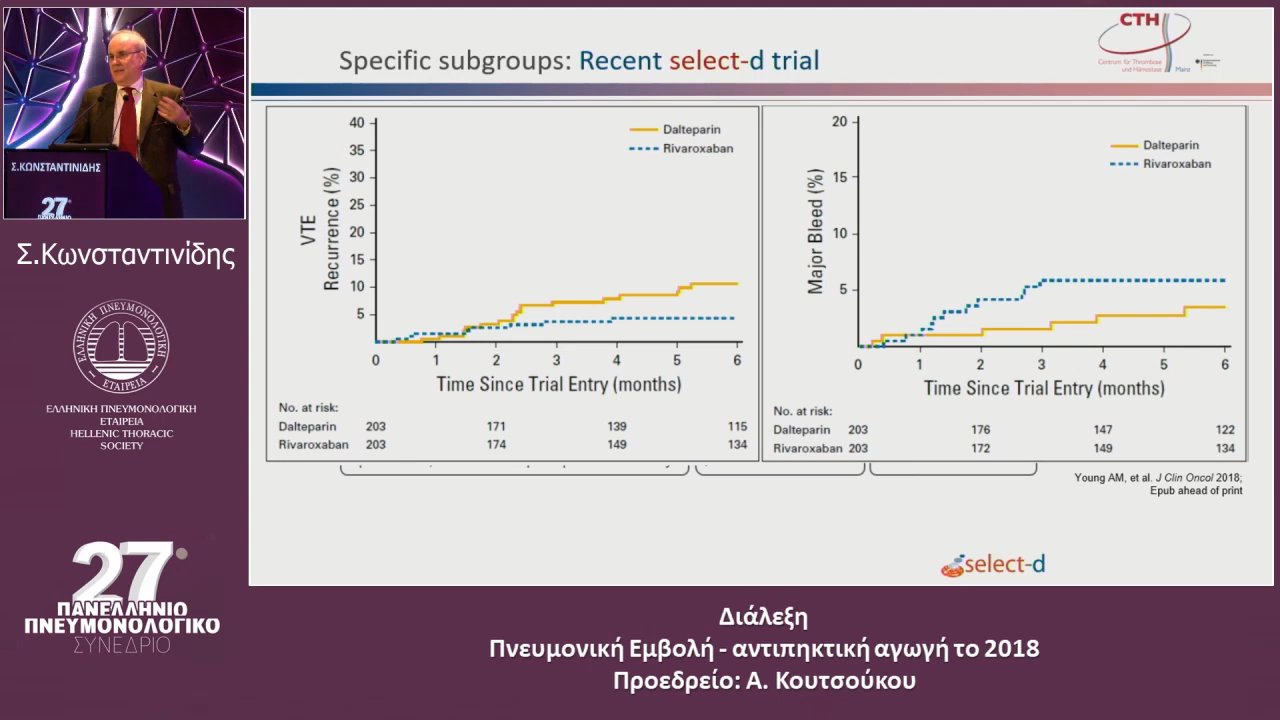 Σ.ΚΩΝΣΤΑΝΤΙΝΙΔΗΣ
27°
ΠΑΝΕΛΛΗΝΙΟ
Σ.Κωνσταντινίδης
ΕΛΛΗΝΙΚΗ ΠΝΕΥΜΟΝΟΛΟΓΙΚΗ
ΕΤΑΙΡΕΙΑ
ΕΛΛΗΝΙΚΗ ΠΝΕΥΜΟΝΟΛΟΓΙΚΗ
ΕΤΑΙΡΕΙΑ
HELLENIC THORACIC
SOCIETY
27°
ΠΑΝΕΛΛΗΝΙΟ
ΠΝΕΥΜΟΝΟΛΟΓΙΚΟ
ΣΥΝΕΔΡΙΟ
Specific subgroups: Recent select-d trial
CTH
Centrum für Thrombose
und Hämostase Mainz
VTE
Recurrence (%)
40
35
30
25
20
15
10
5
Dalteparin
Rivaroxaban
0 1 2 3 4 5 6
Time Since Trial Entry (months)
No. at risk:
Dalteparin 203 171 139 115
Rivaroxaban 203 174 149 134
Major Bleed (%)
20
15
10
5
Dalteparin
Rivaroxaban
0 1 2 3 4 5 6
Time Since Trial Entry (months)
No. at risk:
Dalteparin 203 176 147 122
Rivaroxaban 203 172 149 134
Young AM, et al. J Clin Oncol 2018;
Epub ahead of print
select-d
Διάλεξη
Πνευμονική Εμβολή - αντιπηκτική αγωγή το 2018
Προεδρείο: Α. Κουτσούκου